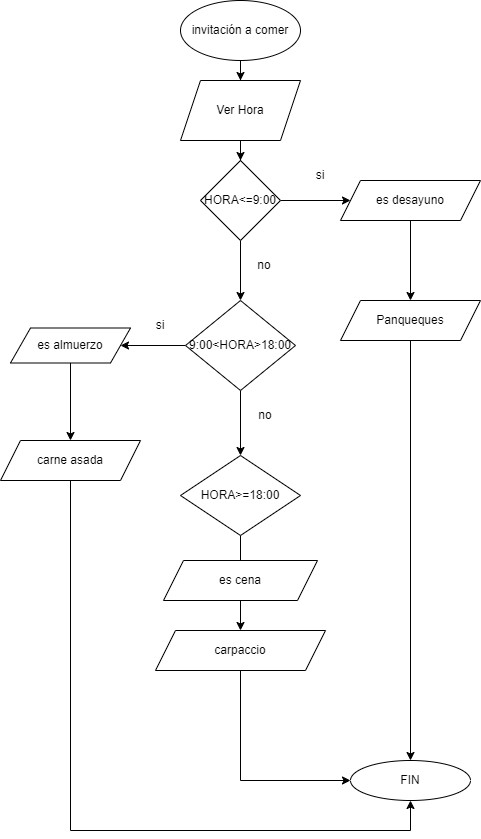 invitación a comer
Ver Hora
HORA<=9:00
si
es desayuno
no
Panqueques
9:00<HORA>18:00
si
es almuerzo
no
carne asada
HORA>=18:00
es cena
carpaccio
FIN